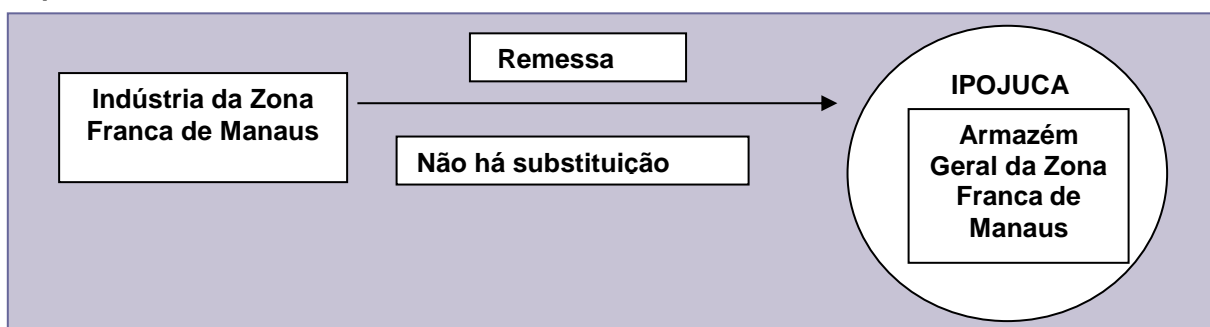 Indústria da Zona
Franca de Manaus
Remessa
Não há substituição
IPOJUCA
Armazém
Geral da Zona
Franca de
Manaus